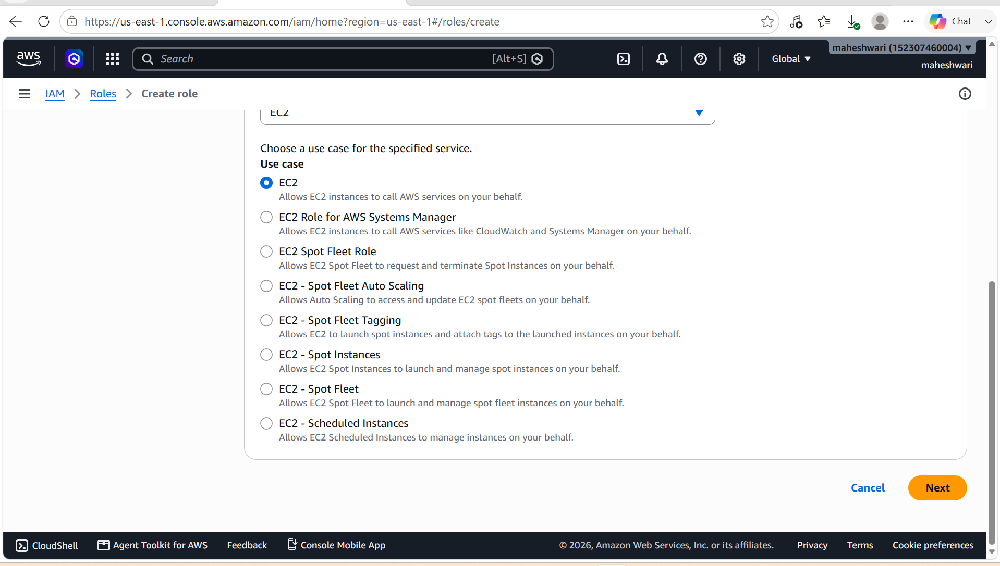 https://us-east-1.console.aws.amazon.com/iam/home?region=us-east-1#/roles/create
Chat
aws
Search
[Alt+S]
Global
maheshwari (152307460004)
maheshwari
IAM
Roles
Create role
EC2
Choose a use case for the specified service.
Use case
EC2
Allows EC2 instances to call AWS services on your behalf.
EC2 Role for AWS Systems Manager
Allows EC2 instances to call AWS services like CloudWatch and Systems Manager on your behalf.
EC2 Spot Fleet Role
Allows EC2 Spot Fleet to request and terminate Spot Instances on your behalf.
EC2 - Spot Fleet Auto Scaling
Allows Auto Scaling to access and update EC2 spot fleets on your behalf.
EC2 - Spot Fleet Tagging
Allows EC2 to launch spot instances and attach tags to the launched instances on your behalf.
EC2 - Spot Instances
Allows EC2 Spot Instances to launch and manage spot instances on your behalf.
EC2 - Spot Fleet
Allows EC2 Spot Fleet to launch and manage spot fleet instances on your behalf.
EC2 - Scheduled Instances
Allows EC2 Scheduled Instances to manage instances on your behalf.
Cancel
Next
CloudShell
Agent Toolkit for AWS
Feedback
Console Mobile App
© 2026, Amazon Web Services, Inc. or its affiliates.
Privacy
Terms
Cookie preferences